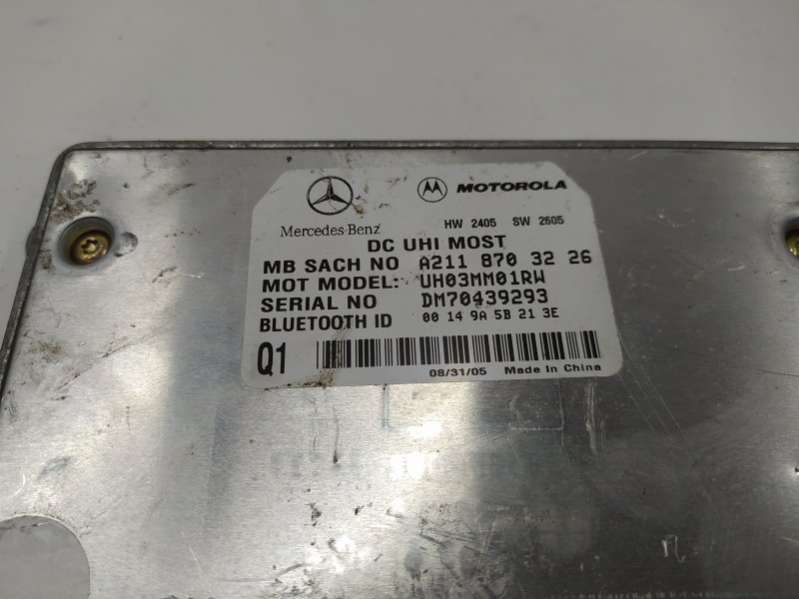 MOTOROLA
Mercedes-Benz
HW 2405 SW 2605
DC UHI MOST
MB SACH NO A211 870 32 26
MOT MODEL: UH03MM01RW
SERIAL NO DM70439293
BLUETOOTH ID 00 14 9A 5B 21 3E
Q1
08/31/05 Made In China